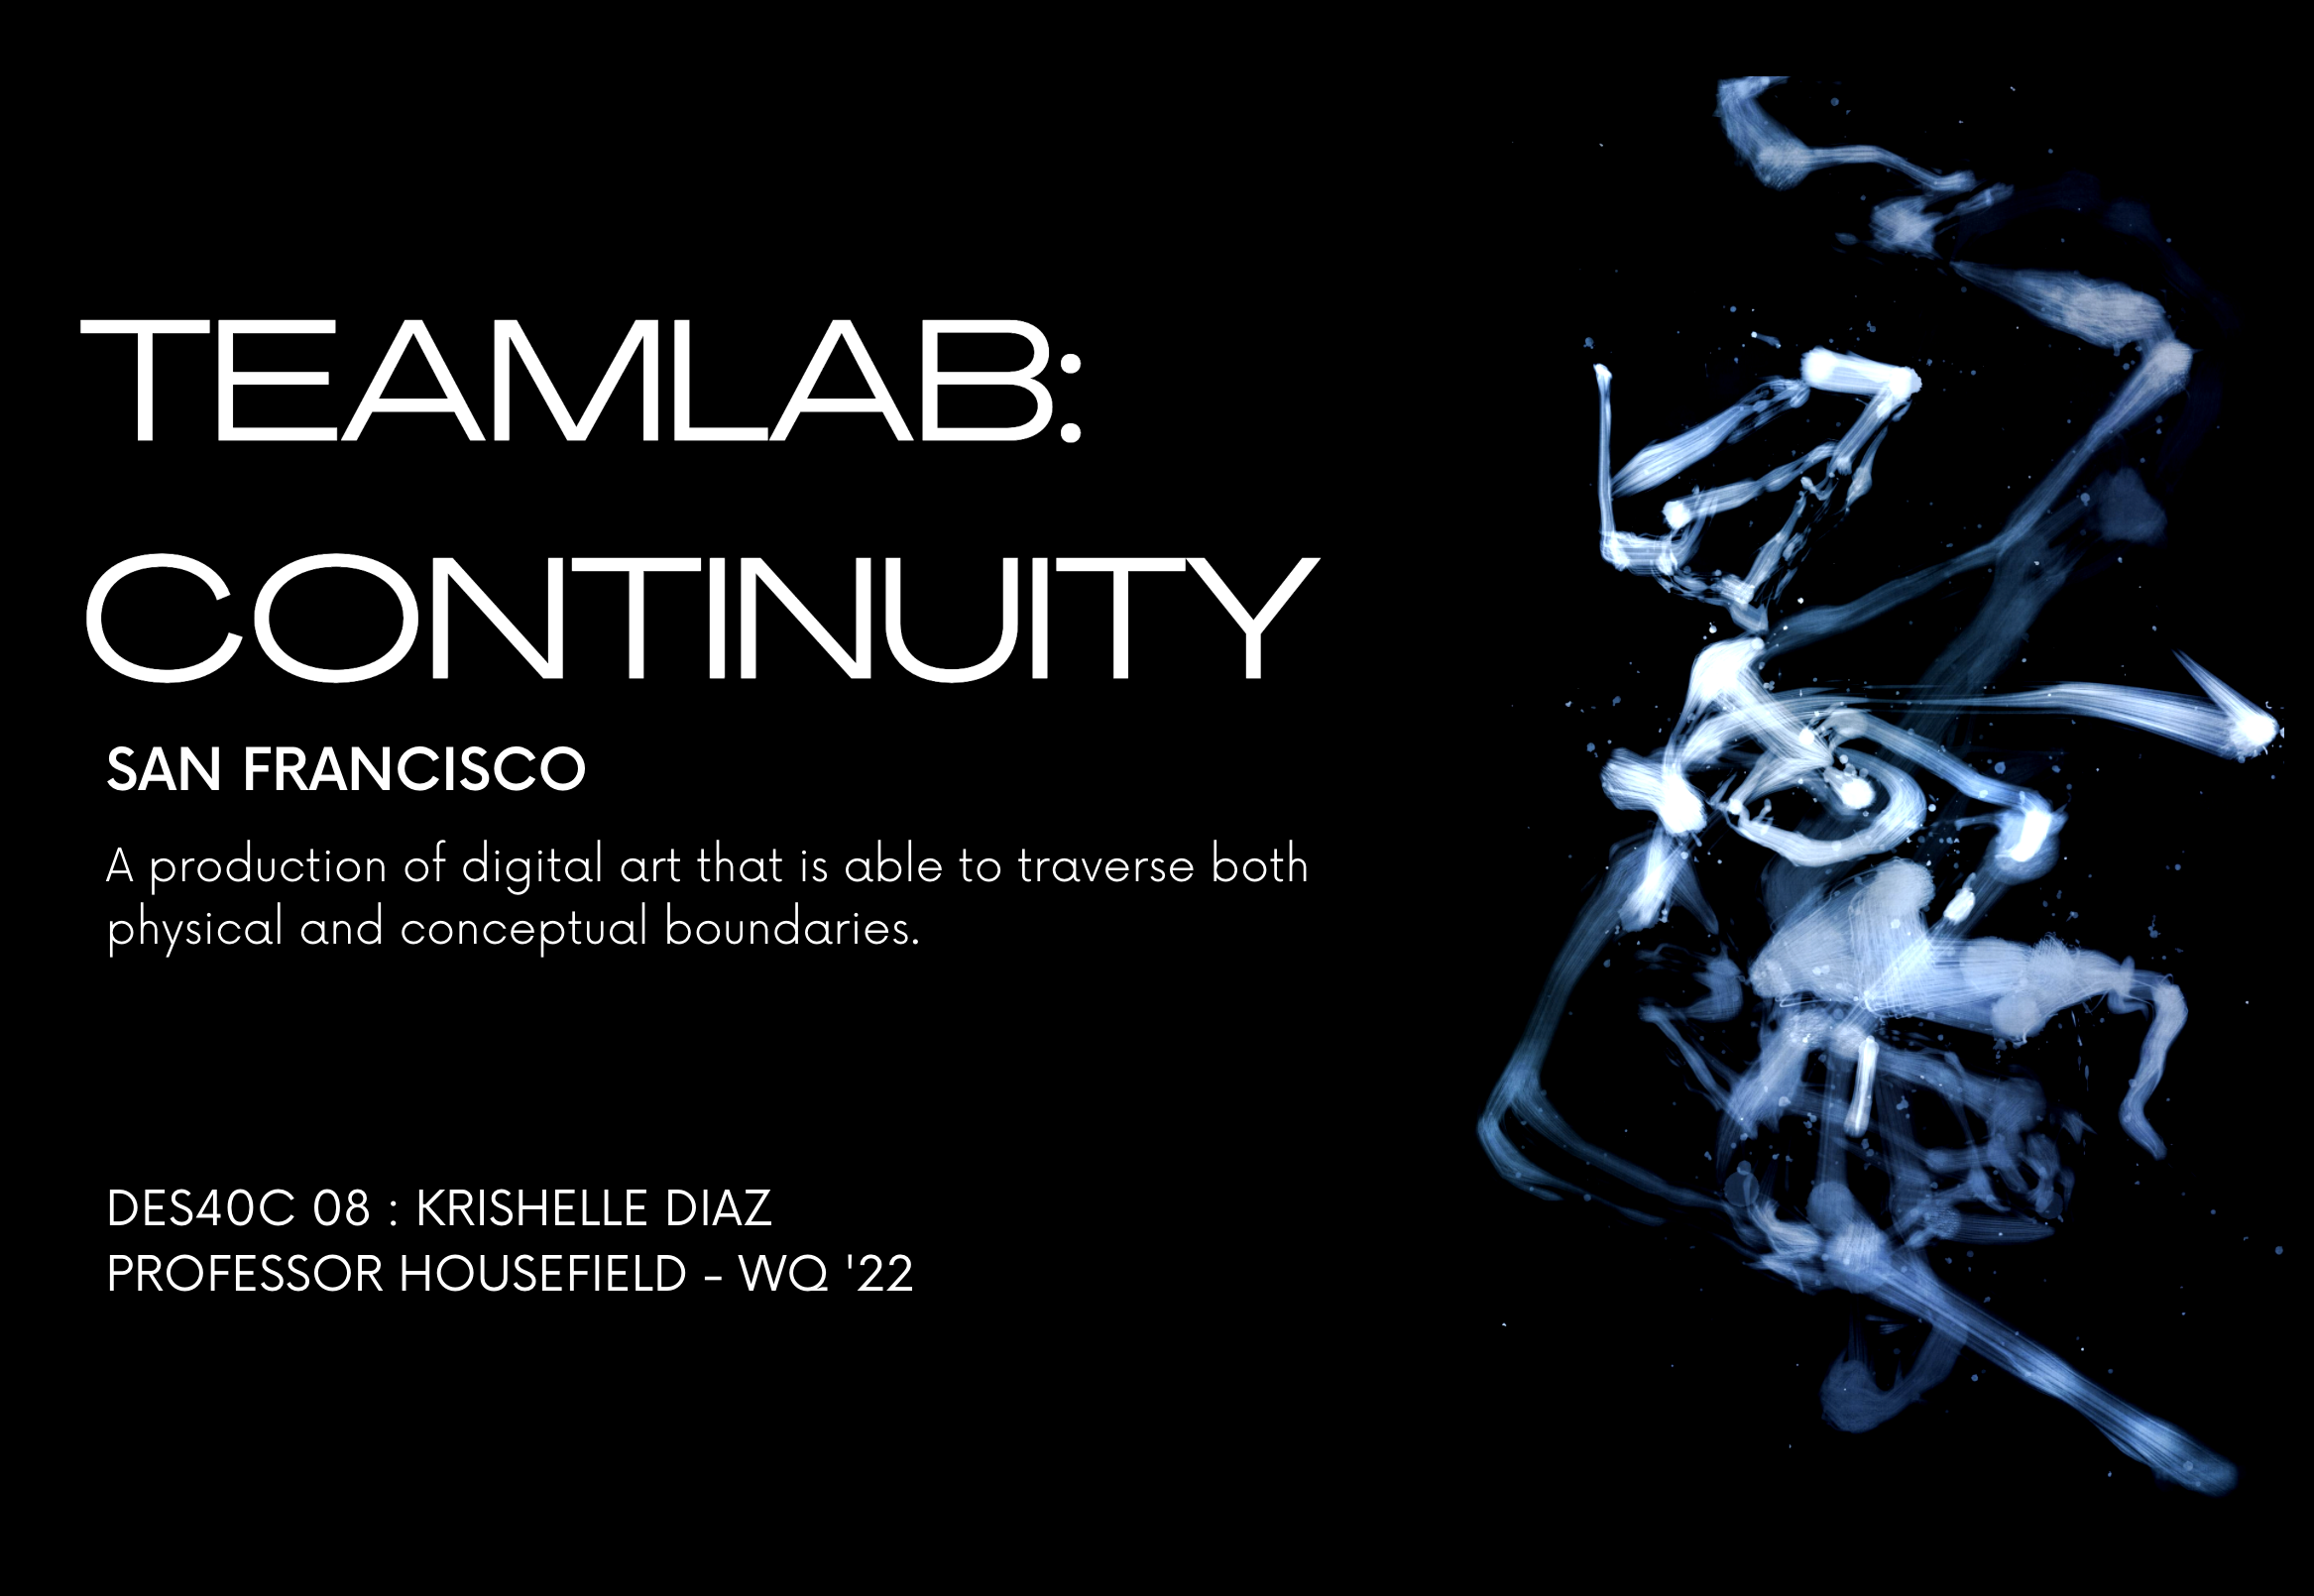 TEAMLAB:
CONTINUITY
SAN FRANCISCO
A production of digital art that is able to traverse both
physical and conceptual boundaries.
DES40C 08 : KRISHELLE DIAZ
PROFESSOR HOUSEFIELD - WQ '22